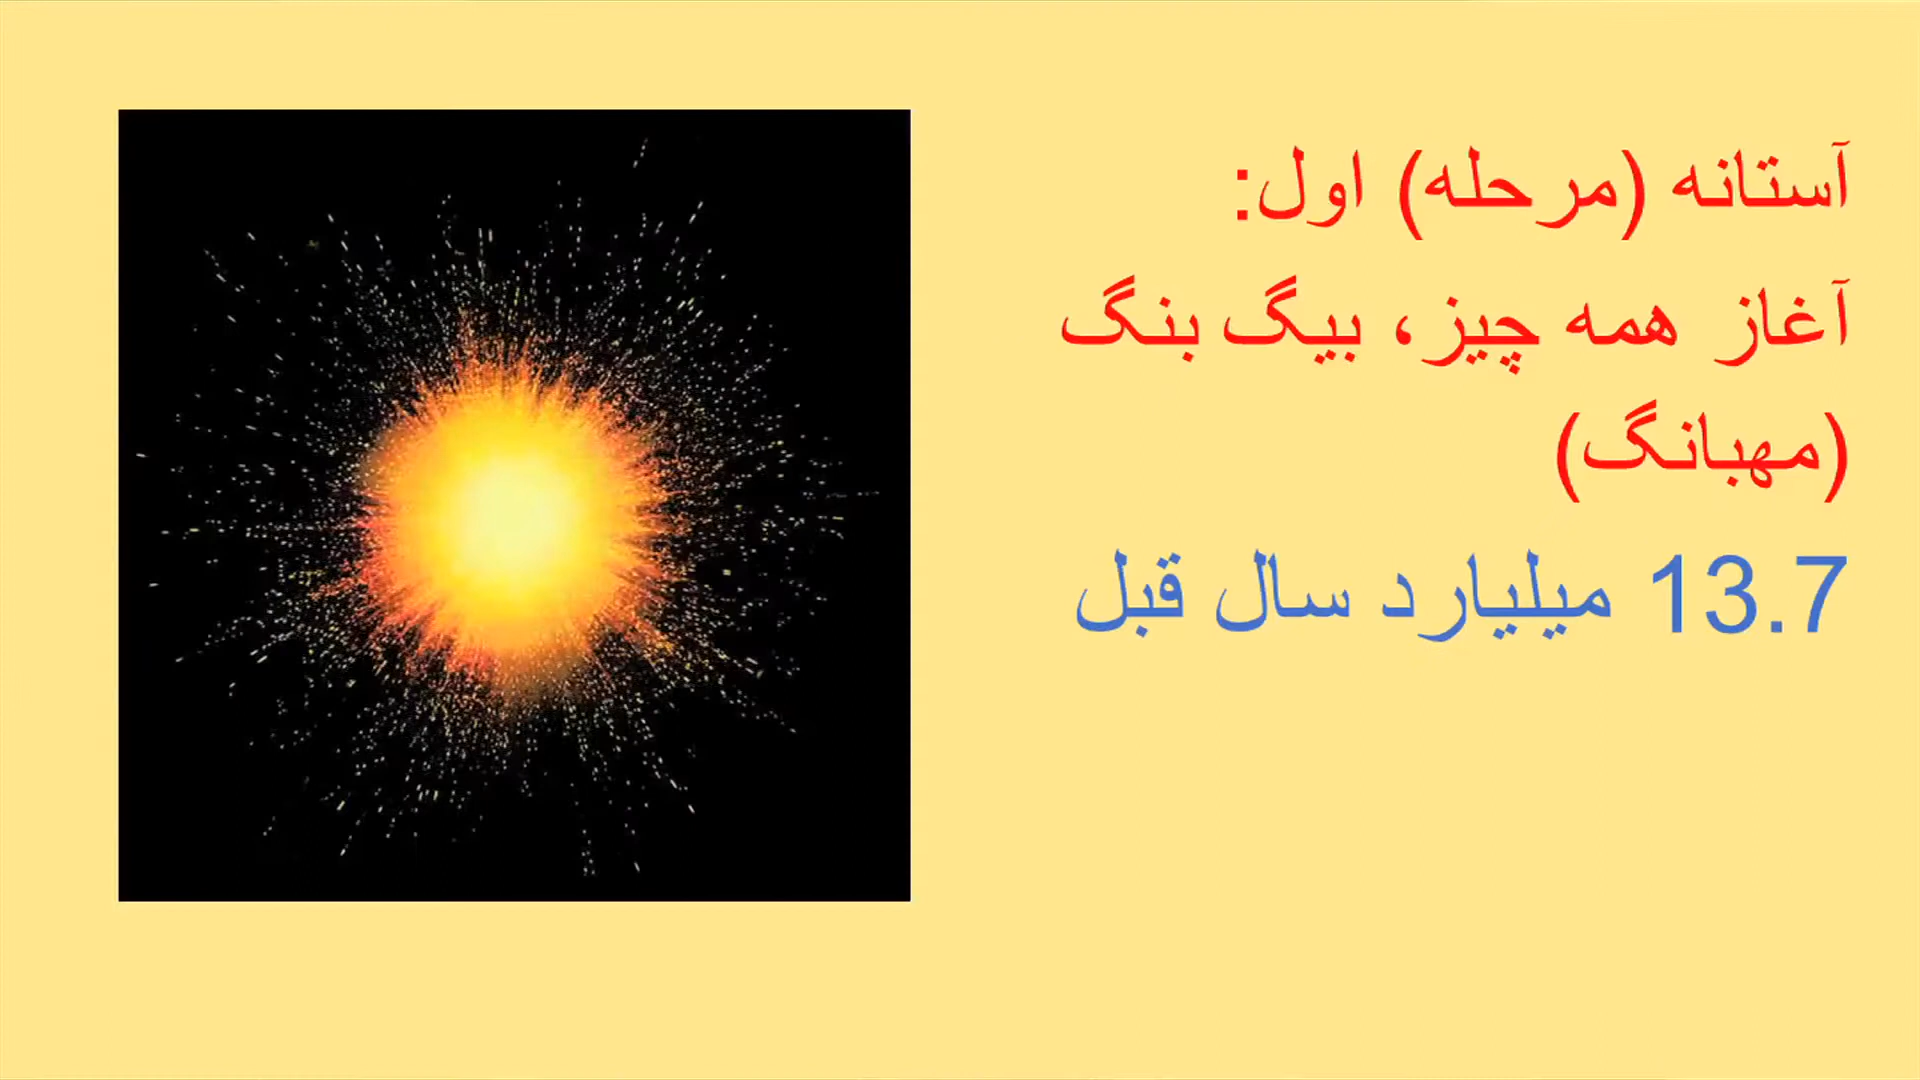 آستانه (مرحله) اول:
آغاز همه چیز، بیگ بنگ
(مهبانگ)
13.7 میلیارد سال قبل